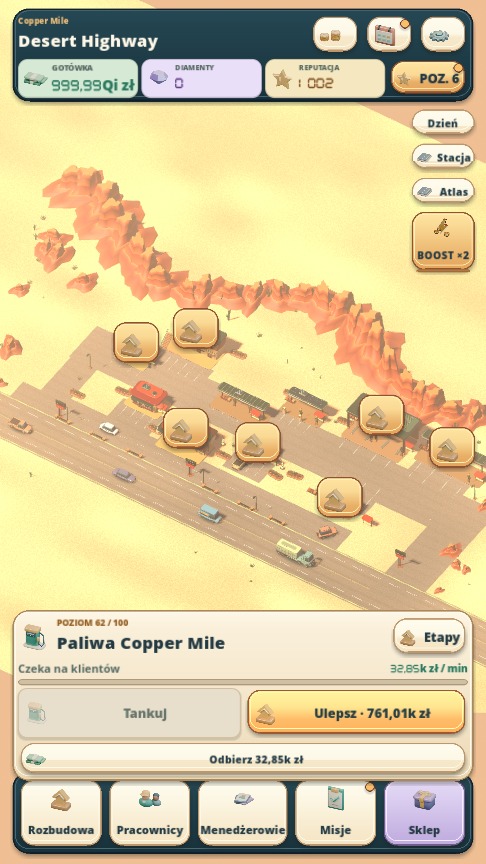 Copper Mile
Desert Highway
GOTÓWKA
999,99Qi zł
DIAMENTY
0
REPUTACJA
1 002
POZ. 6
Dzień
Stacja
Atlas
BOOST ×2
POZIOM 62 / 100
Paliwa Copper Mile
Etapy
Czeka na klientów
32,85k zł / min
Tankuj
Ulepsz · 761,01k zł
Odbierz 32,85k zł
Rozbudowa
Pracownicy
Menedżerowie
Misje
Sklep